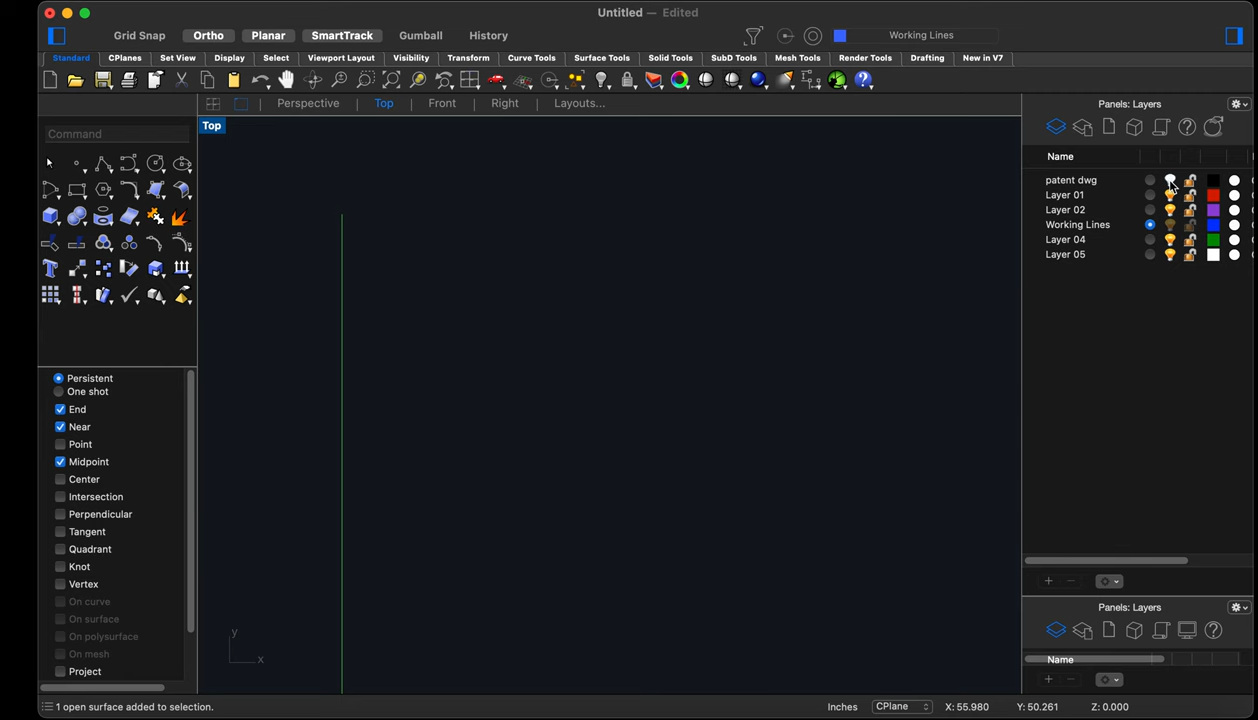 Untitled — Edited
Grid Snap Ortho Planar SmartTrack Gumball History Working Lines
Standard CPlanes Set View Display Select Viewport Layout Visibility Transform Curve Tools Surface Tools Solid Tools SubD Tools Mesh Tools Render Tools Drafting New in V7
Perspective Top Front Right Layouts...
Panels: Layers
Top
Command
Name
patent dwg
Layer 01
Layer 02
Working Lines
Layer 04
Layer 05
Persistent
One shot
End
Near
Point
Midpoint
Center
Intersection
Perpendicular
Tangent
Quadrant
Knot
Vertex
On curve
On surface
On polysurface
On mesh
Project
y
x
Panels: Layers
Name
1 open surface added to selection.
Inches CPlane X: 55.980 Y: 50.261 Z: 0.000